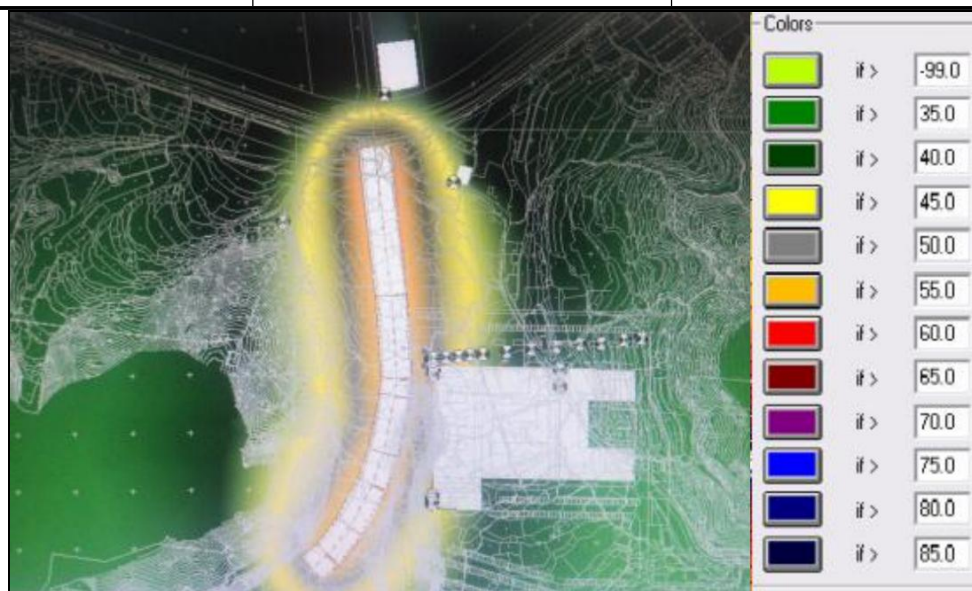 Colors
if > -99.0
if > 35.0
if > 40.0
if > 45.0
if > 50.0
if > 55.0
if > 60.0
if > 65.0
if > 70.0
if > 75.0
if > 80.0
if > 85.0